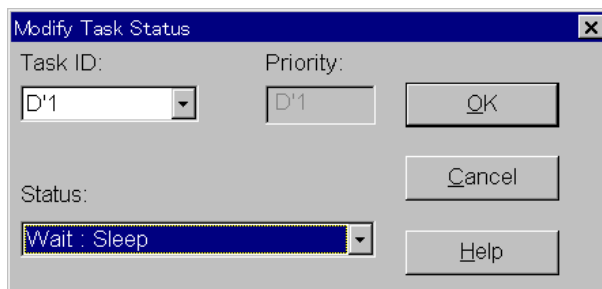 Modify Task Status
Task ID:
Priority:
D'1
D'1
OK
Cancel
Status:
Wait : Sleep
Help